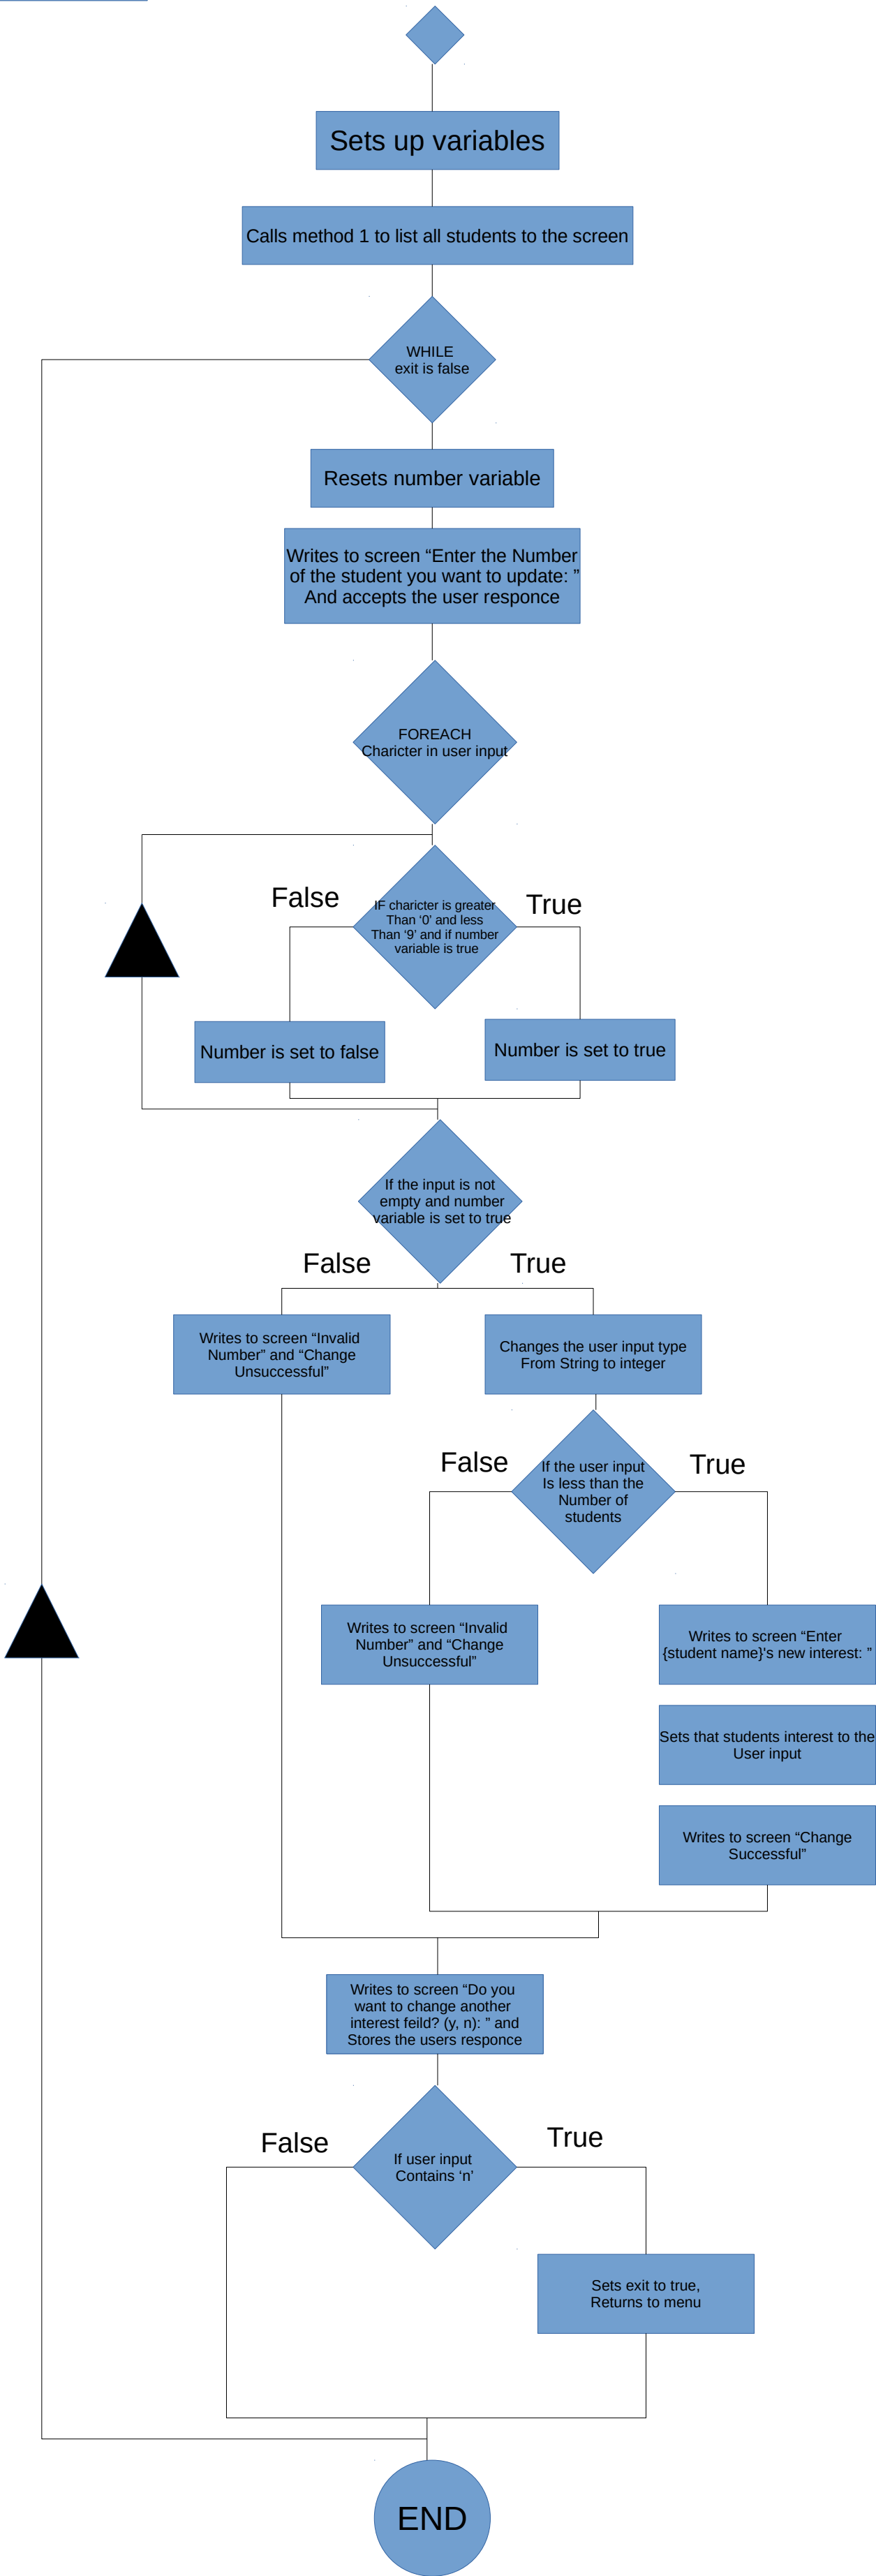 Sets up variables
Calls method 1 to list all students to the screen
WHILE
exit is false
Resets number variable
Writes to screen “Enter the Number
of the student you want to update: ”
And accepts the user responce
FOREACH
Charicter in user input
False
True
IF charicter is greater
Than ‘0’ and less
Than ‘9’ and if number
variable is true
Number is set to false
Number is set to true
If the input is not
empty and number
variable is set to true
False
True
Writes to screen “Invalid
Number” and “Change
Unsuccessful”
Changes the user input type
From String to integer
False
True
If the user input
Is less than the
Number of
students
Writes to screen “Invalid
Number” and “Change
Unsuccessful”
Writes to screen “Enter
{student name}'s new interest: ”
Sets that students interest to the
User input
Writes to screen “Change
Successful”
Writes to screen “Do you
want to change another
interest feild? (y, n): ” and
Stores the users responce
False
True
If user input
Contains ‘n’
Sets exit to true,
Returns to menu
END